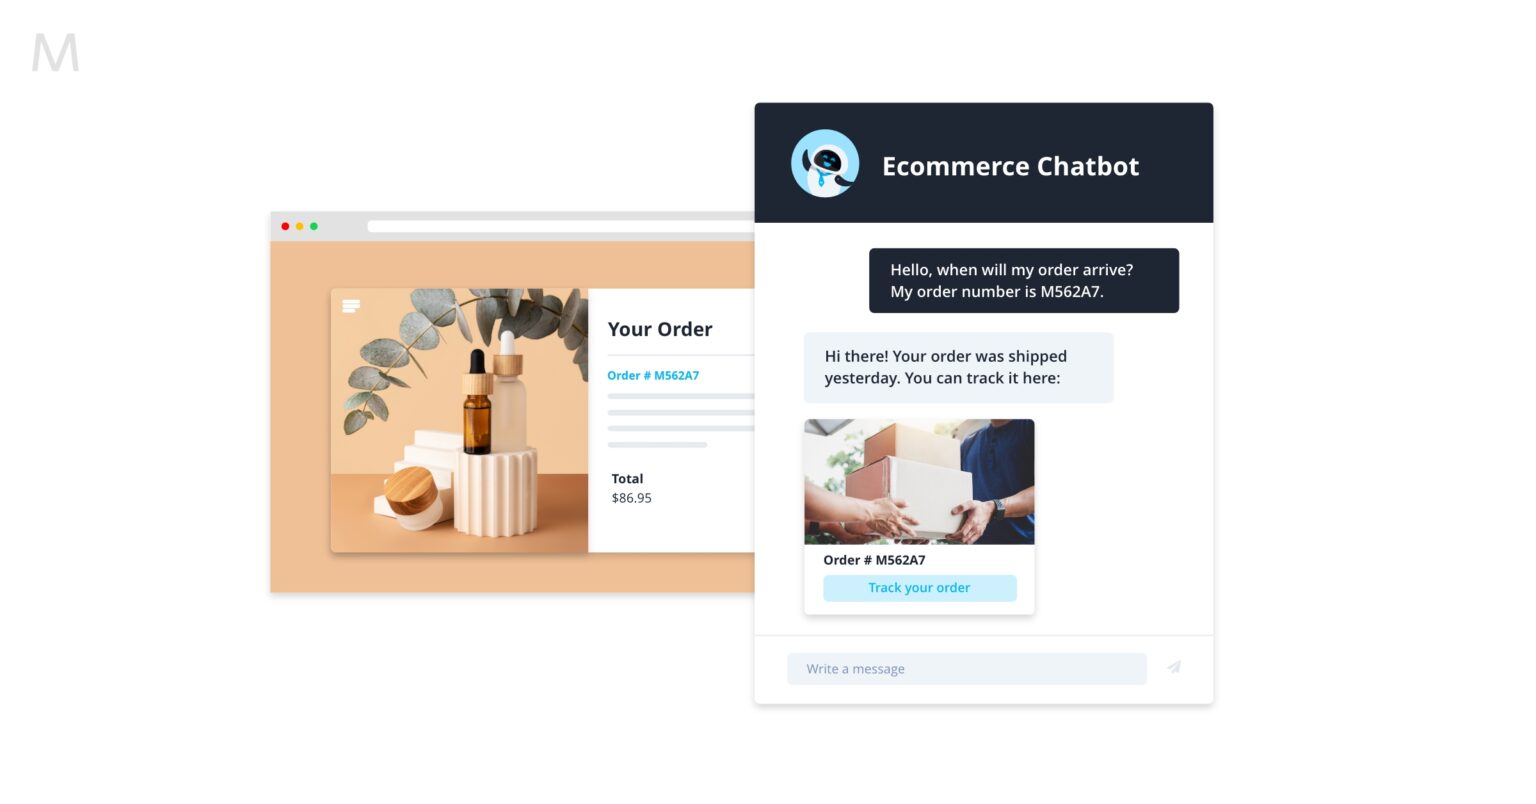 M
Your Order
Order # M562A7
Total
$86.95
Ecommerce Chatbot
Hello, when will my order arrive?
My order number is M562A7.
Hi there! Your order was shipped
yesterday. You can track it here:
Order # M562A7
Track your order
Write a message